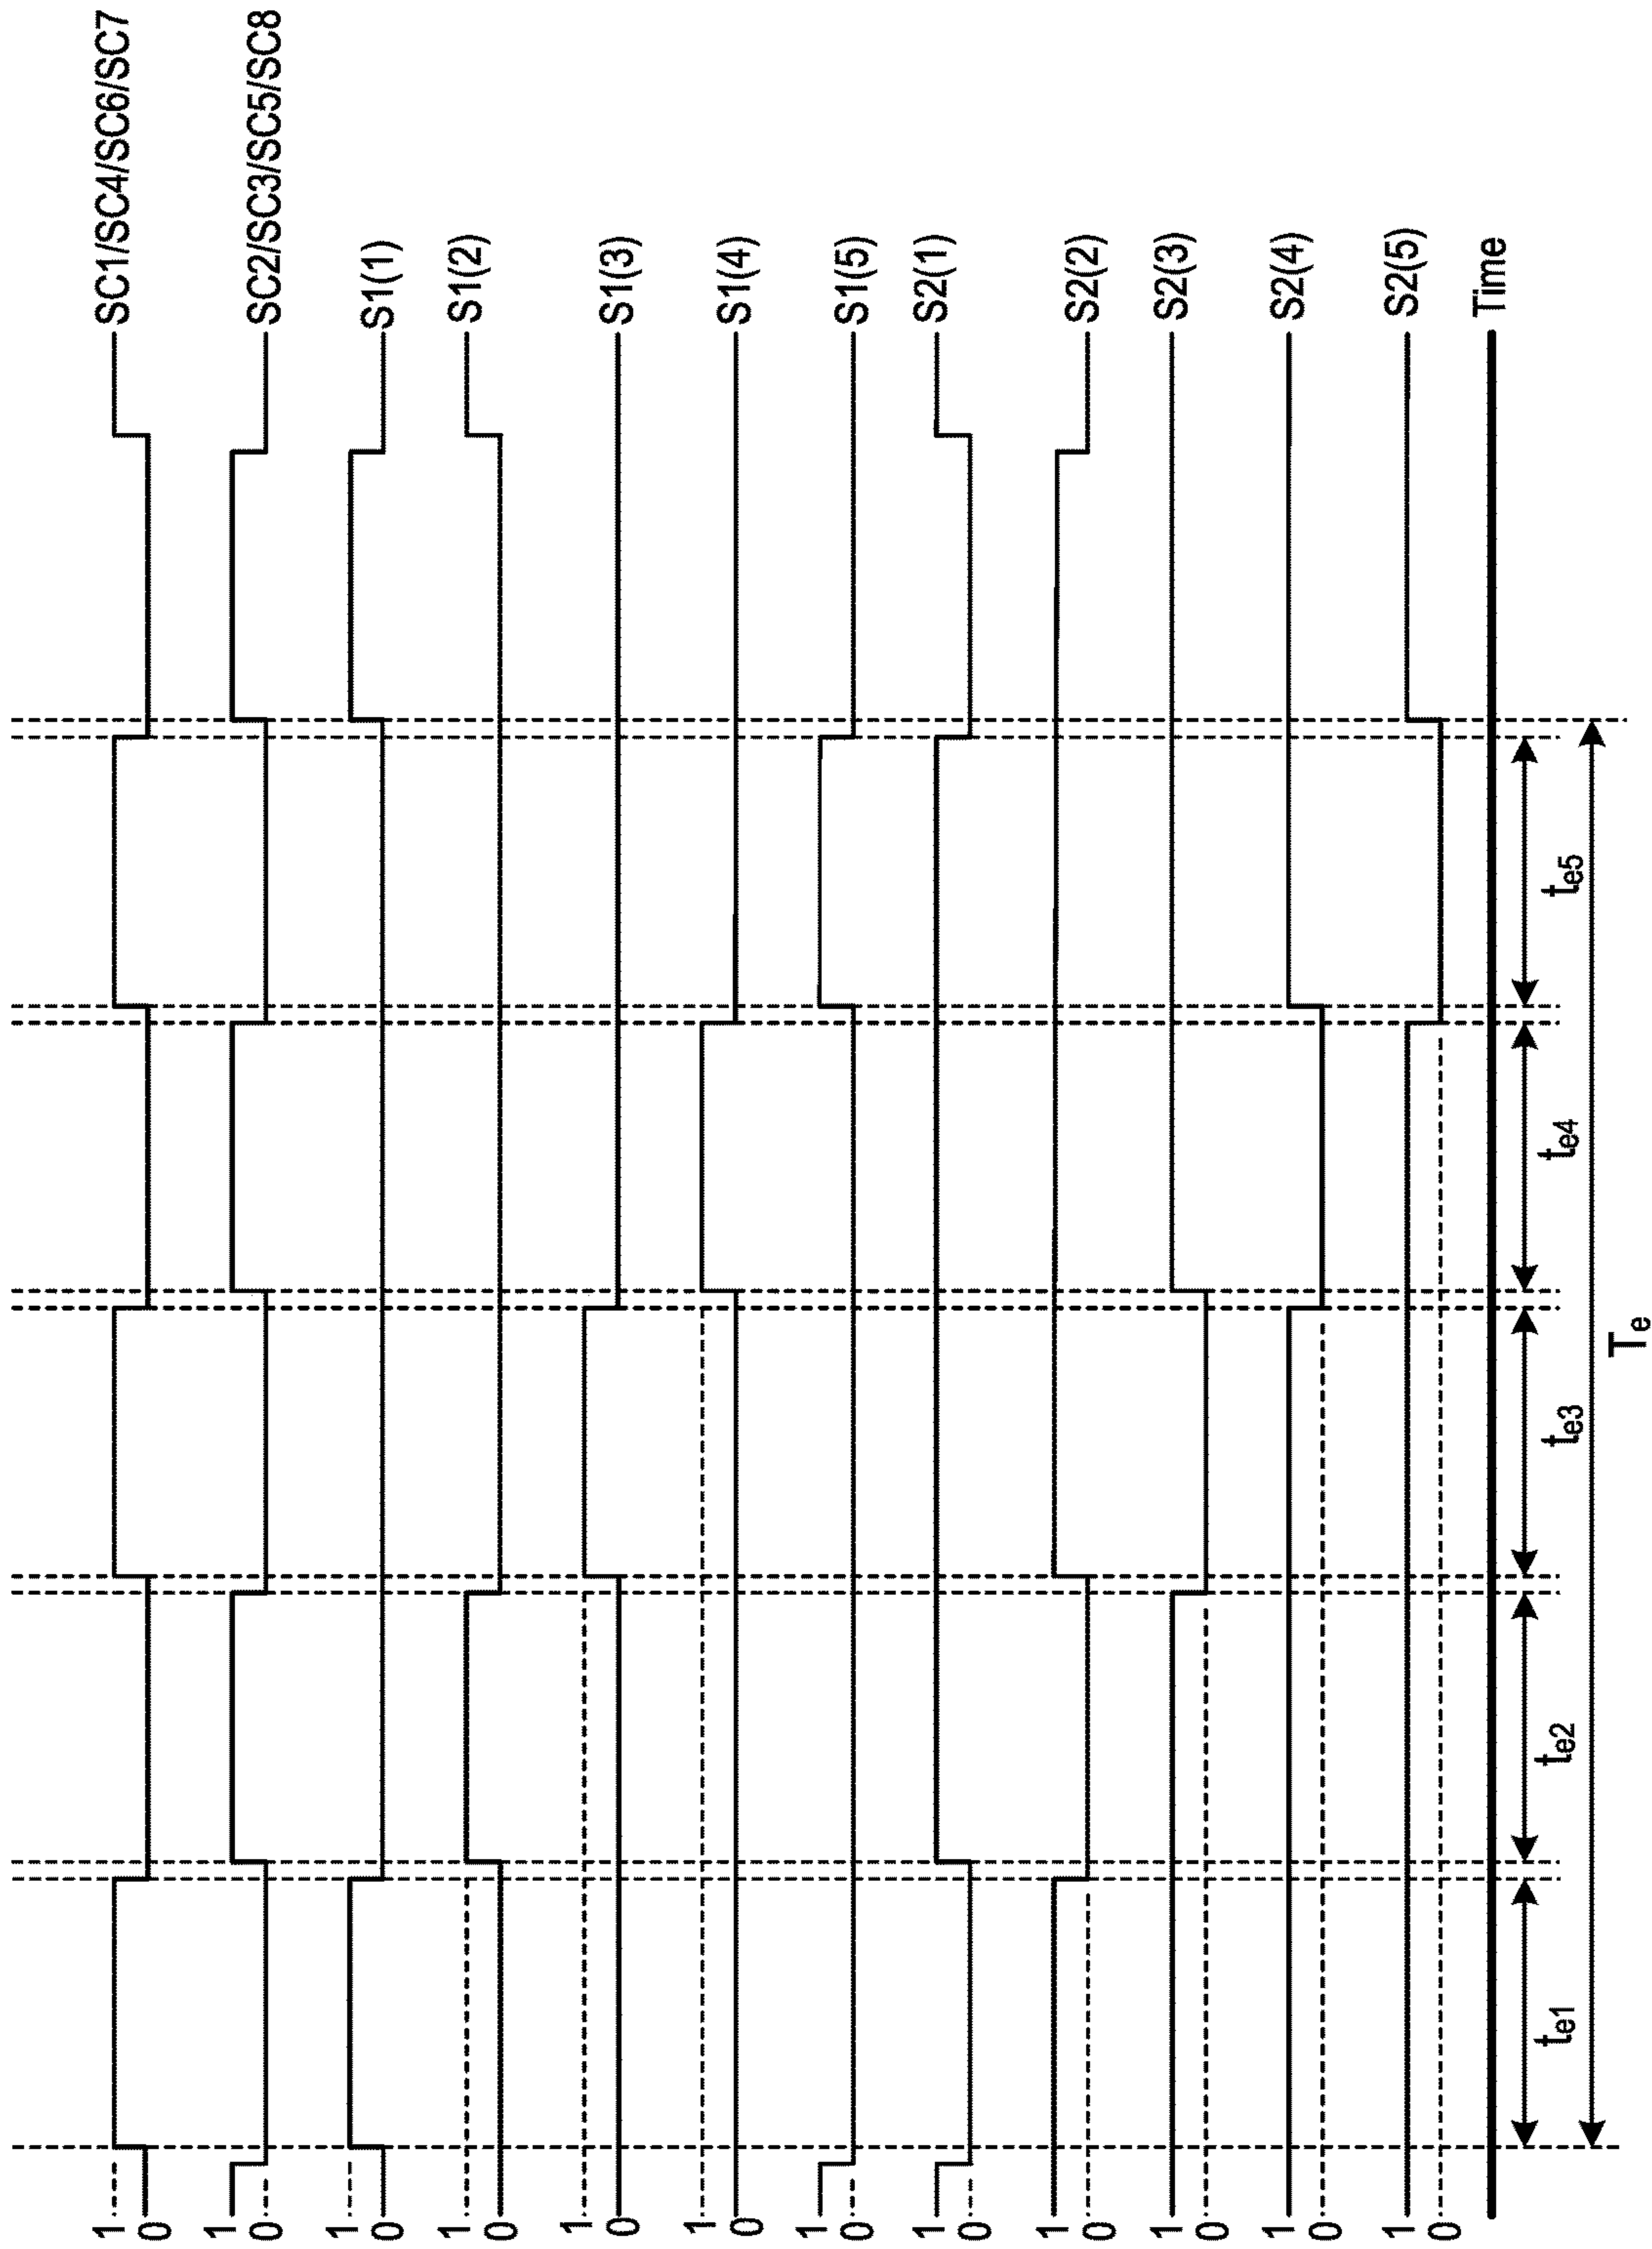 1
0
SC1/SC4/SC6/SC7
1
0
SC2/SC3/SC5/SC8
1
0
S1(1)
1
0
S1(2)
1
0
S1(3)
1
0
S1(4)
1
0
S1(5)
1
0
S2(1)
1
0
S2(2)
1
0
S2(3)
1
0
S2(4)
1
0
S2(5)
Time
te1
te2
te3
te4
te5
Te